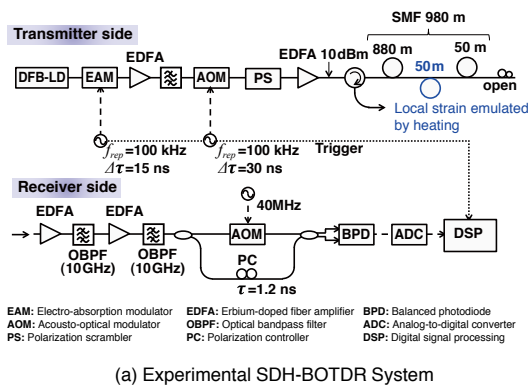 Transmitter side
SMF 980 m
EDFA 10dBm
880 m
50 m
EDFA
50m
DFB-LD
EAM
AOM
PS
open
Local strain emulated
by heating
f_rep=100 kHz
Δτ=15 ns
f_rep=100 kHz
Δτ=30 ns
Trigger
Receiver side
40MHz
EDFA
EDFA
AOM
BPD
ADC
DSP
OBPF
(10GHz)
OBPF
(10GHz)
PC
τ=1.2 ns
EAM: Electro-absorption modulator
EDFA: Erbium-doped fiber amplifier
BPD: Balanced photodiode
AOM: Acousto-optical modulator
OBPF: Optical bandpass filter
ADC: Analog-to-digital converter
PS: Polarization scrambler
PC: Polarization controller
DSP: Digital signal processing
(a) Experimental SDH-BOTDR System